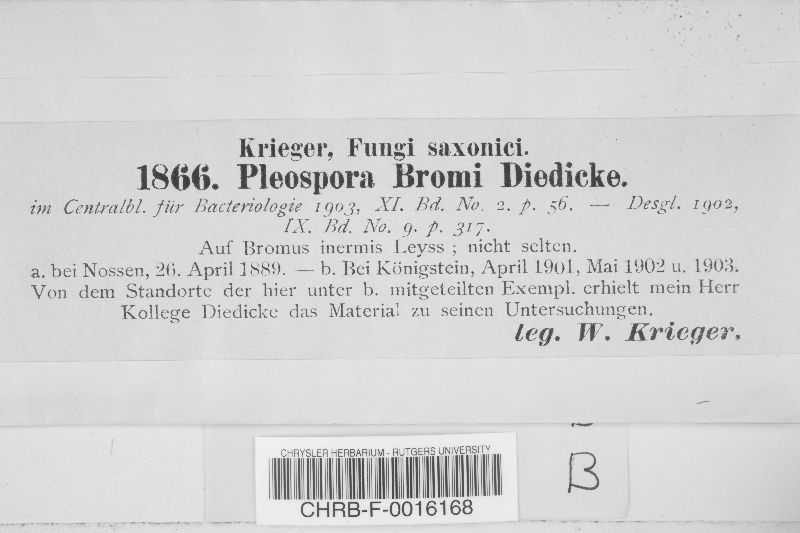 Krieger, Fungi saxonici.
1866. Pleospora Bromi Diedicke.
im Centralbl. für Bacteriologie 1903, XI. Bd. No. 2. p. 56. — Desgl. 1902,
IX. Bd. No. 9. p. 317.
Auf Bromus inermis Leyss ; nicht selten.
a. bei Nossen, 26. April 1889. — b. Bei Königstein, April 1901, Mai 1902 u. 1903.
Von dem Standorte der hier unter b. mitgeteilten Exempl. erhielt mein Herr
Kollege Diedicke das Material zu seinen Untersuchungen.
leg. W. Krieger.
CHRYSLER HERBARIUM - RUTGERS UNIVERSITY
CHRB-F-0016168
B